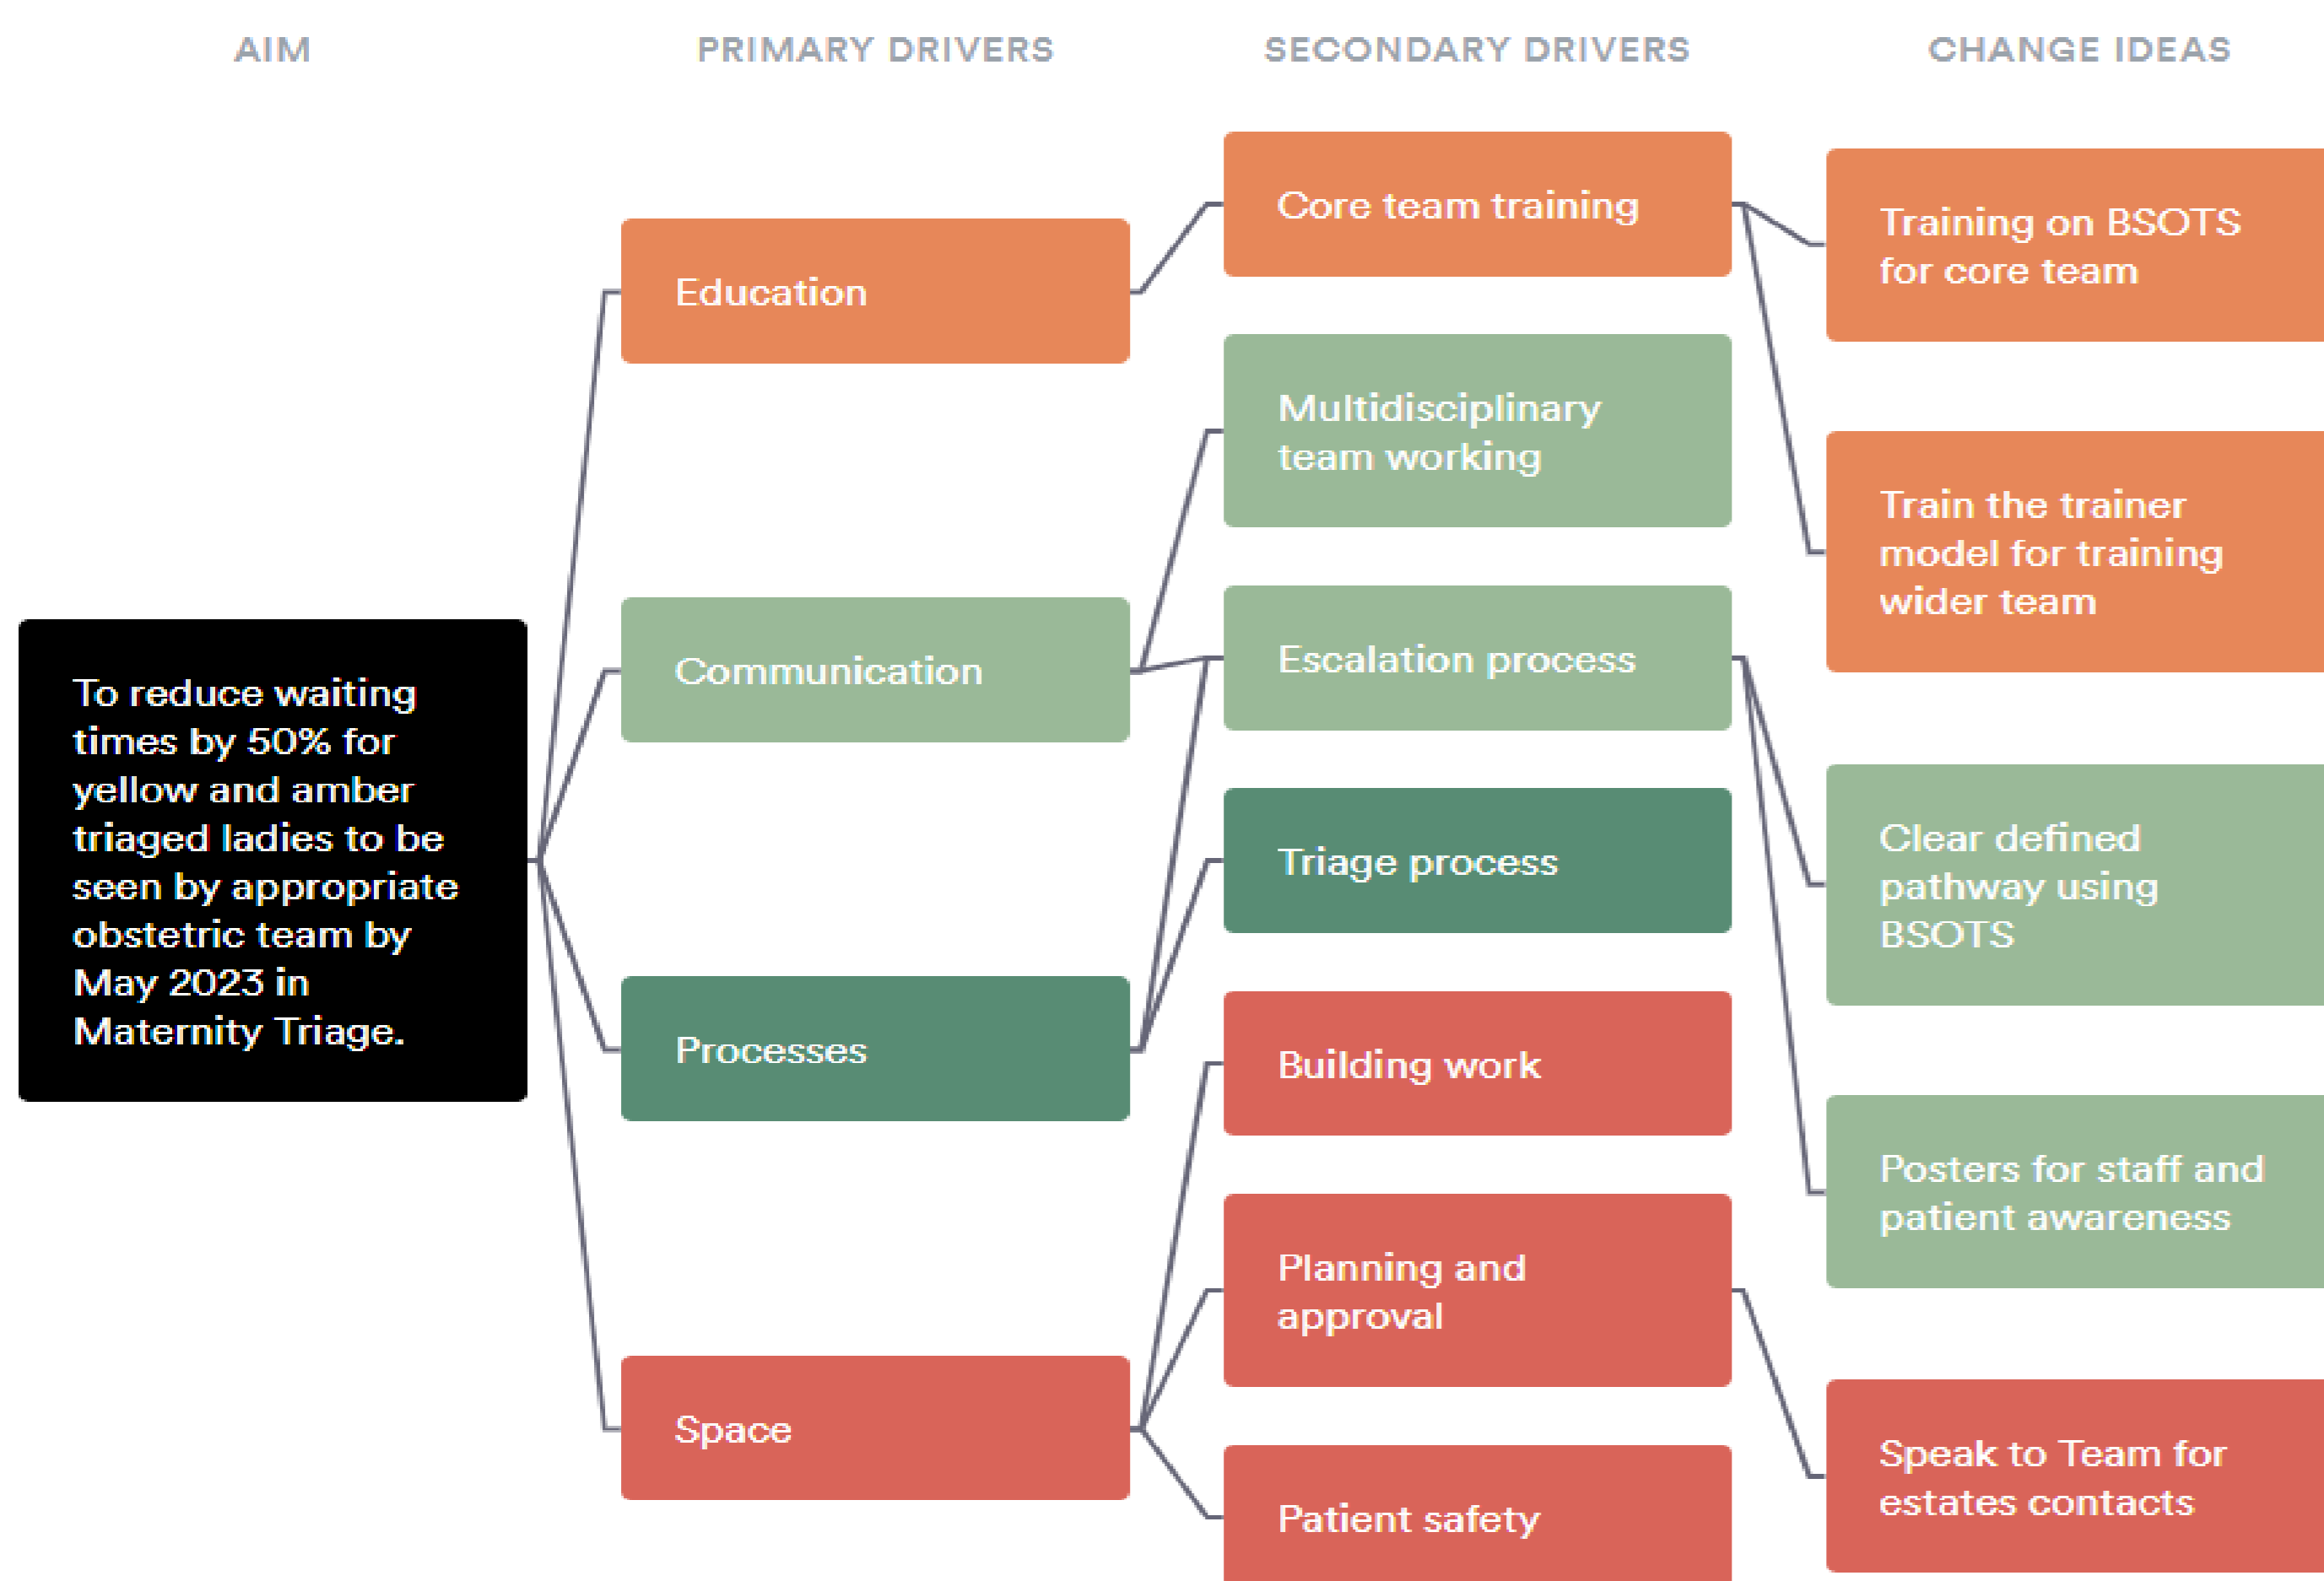 AIM
PRIMARY DRIVERS
SECONDARY DRIVERS
CHANGE IDEAS
To reduce waiting
times by 50% for
yellow and amber
triaged ladies to be
seen by appropriate
obstetric team by
May 2023 in
Maternity Triage.
Education
Communication
Processes
Space
Core team training
Multidisciplinary
team working
Escalation process
Triage process
Building work
Planning and
approval
Patient safety
Training on BSOTS
for core team
Train the trainer
model for training
wider team
Clear defined
pathway using
BSOTS
Posters for staff and
patient awareness
Speak to Team for
estates contacts